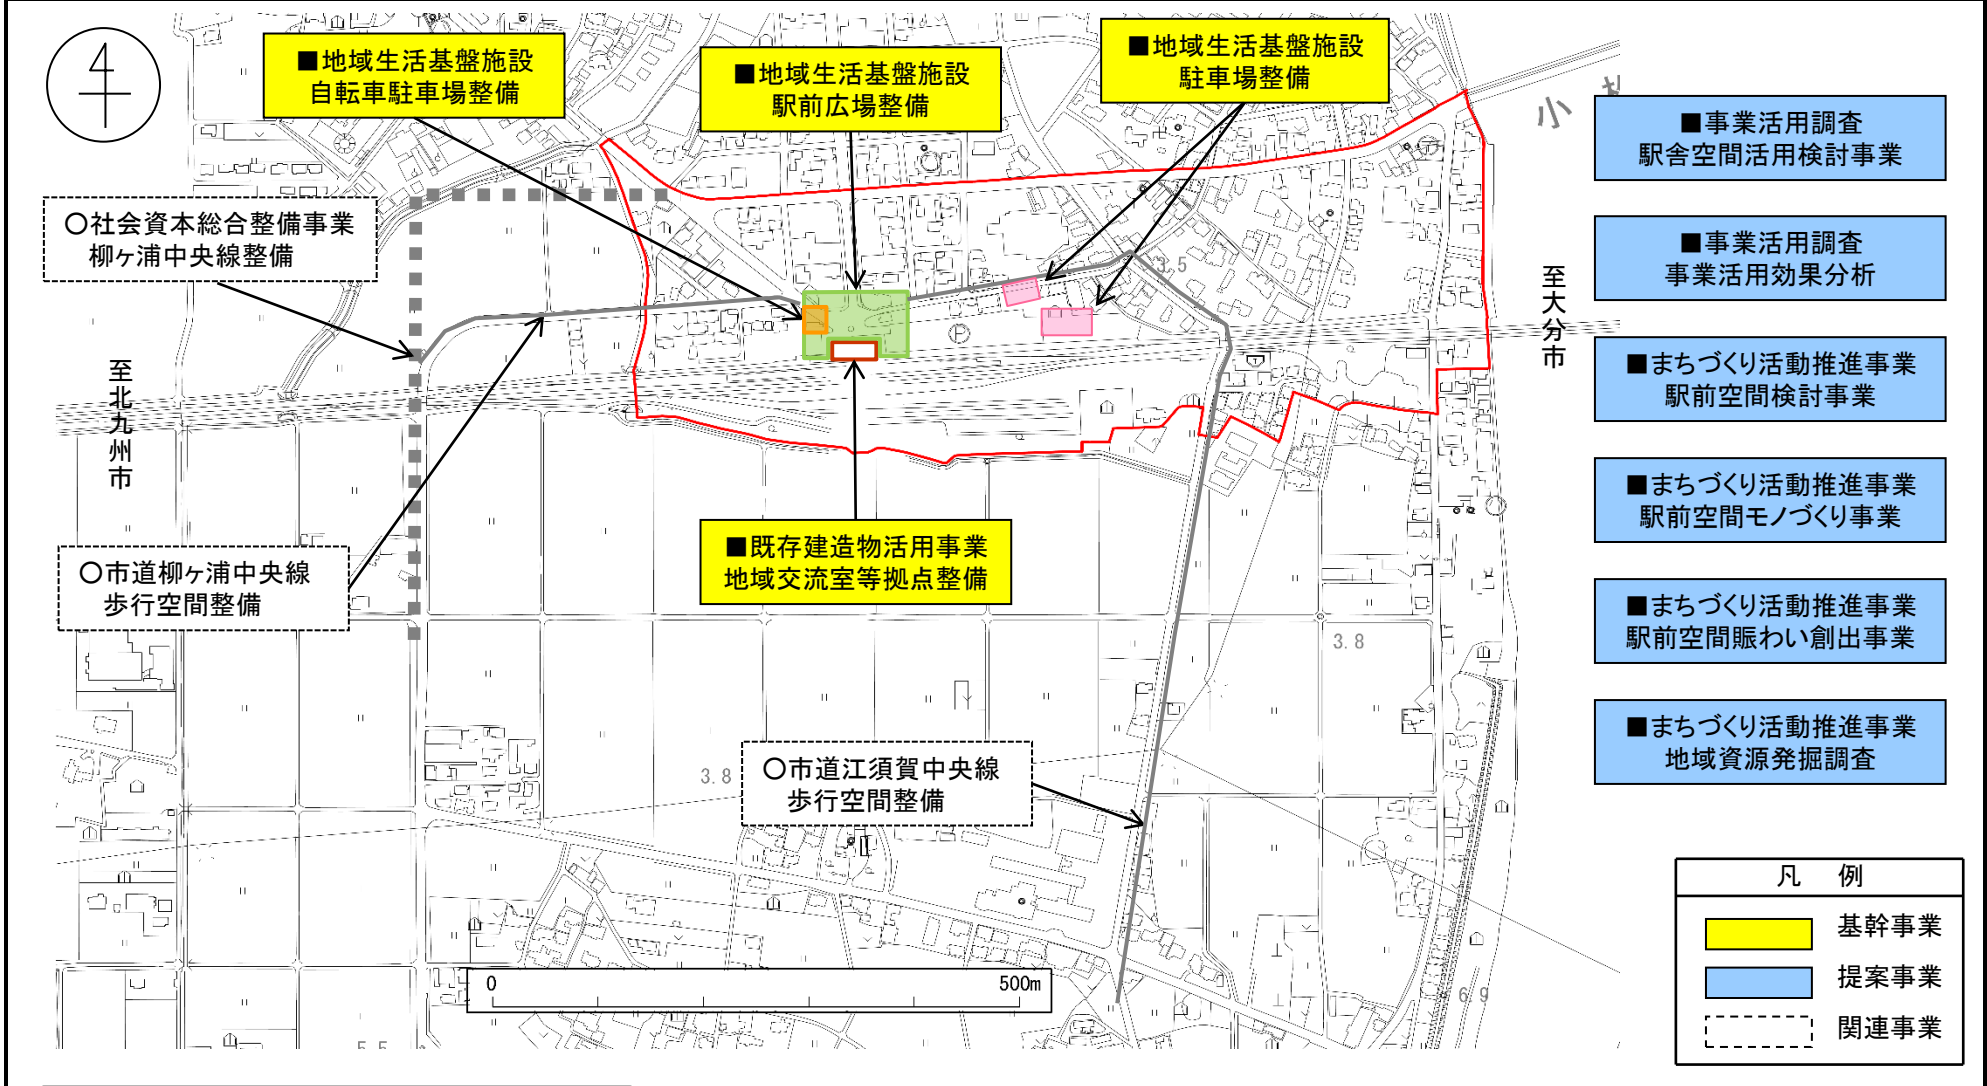 ■地域生活基盤施設
自転車駐車場整備
■地域生活基盤施設
駅前広場整備
■地域生活基盤施設
駐車場整備
小
■事業活用調査
駅舎空間活用検討事業
■事業活用調査
事業活用効果分析
■まちづくり活動推進事業
駅前空間検討事業
■まちづくり活動推進事業
駅前空間モノづくり事業
■まちづくり活動推進事業
駅前空間賑わい創出事業
■まちづくり活動推進事業
地域資源発掘調査
○社会資本総合整備事業
柳ヶ浦中央線整備
3.5
至大分市
P
至北九州市
■既存建造物活用事業
地域交流室等拠点整備
○市道柳ヶ浦中央線
歩行空間整備
3.8
3.8
○市道江須賀中央線
歩行空間整備
凡 例
基幹事業
提案事業
関連事業
0
500m
6.9
5.5